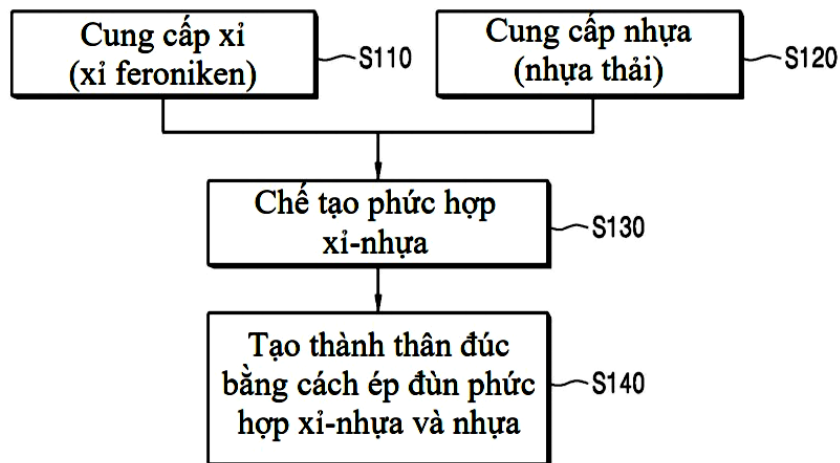 Cung cấp xỉ
(xỉ feroniken)
S110
Cung cấp nhựa
(nhựa thải)
S120
Chế tạo phức hợp
xỉ-nhựa
S130
Tạo thành thân đúc
bằng cách ép đùn phức
hợp xỉ-nhựa và nhựa
S140